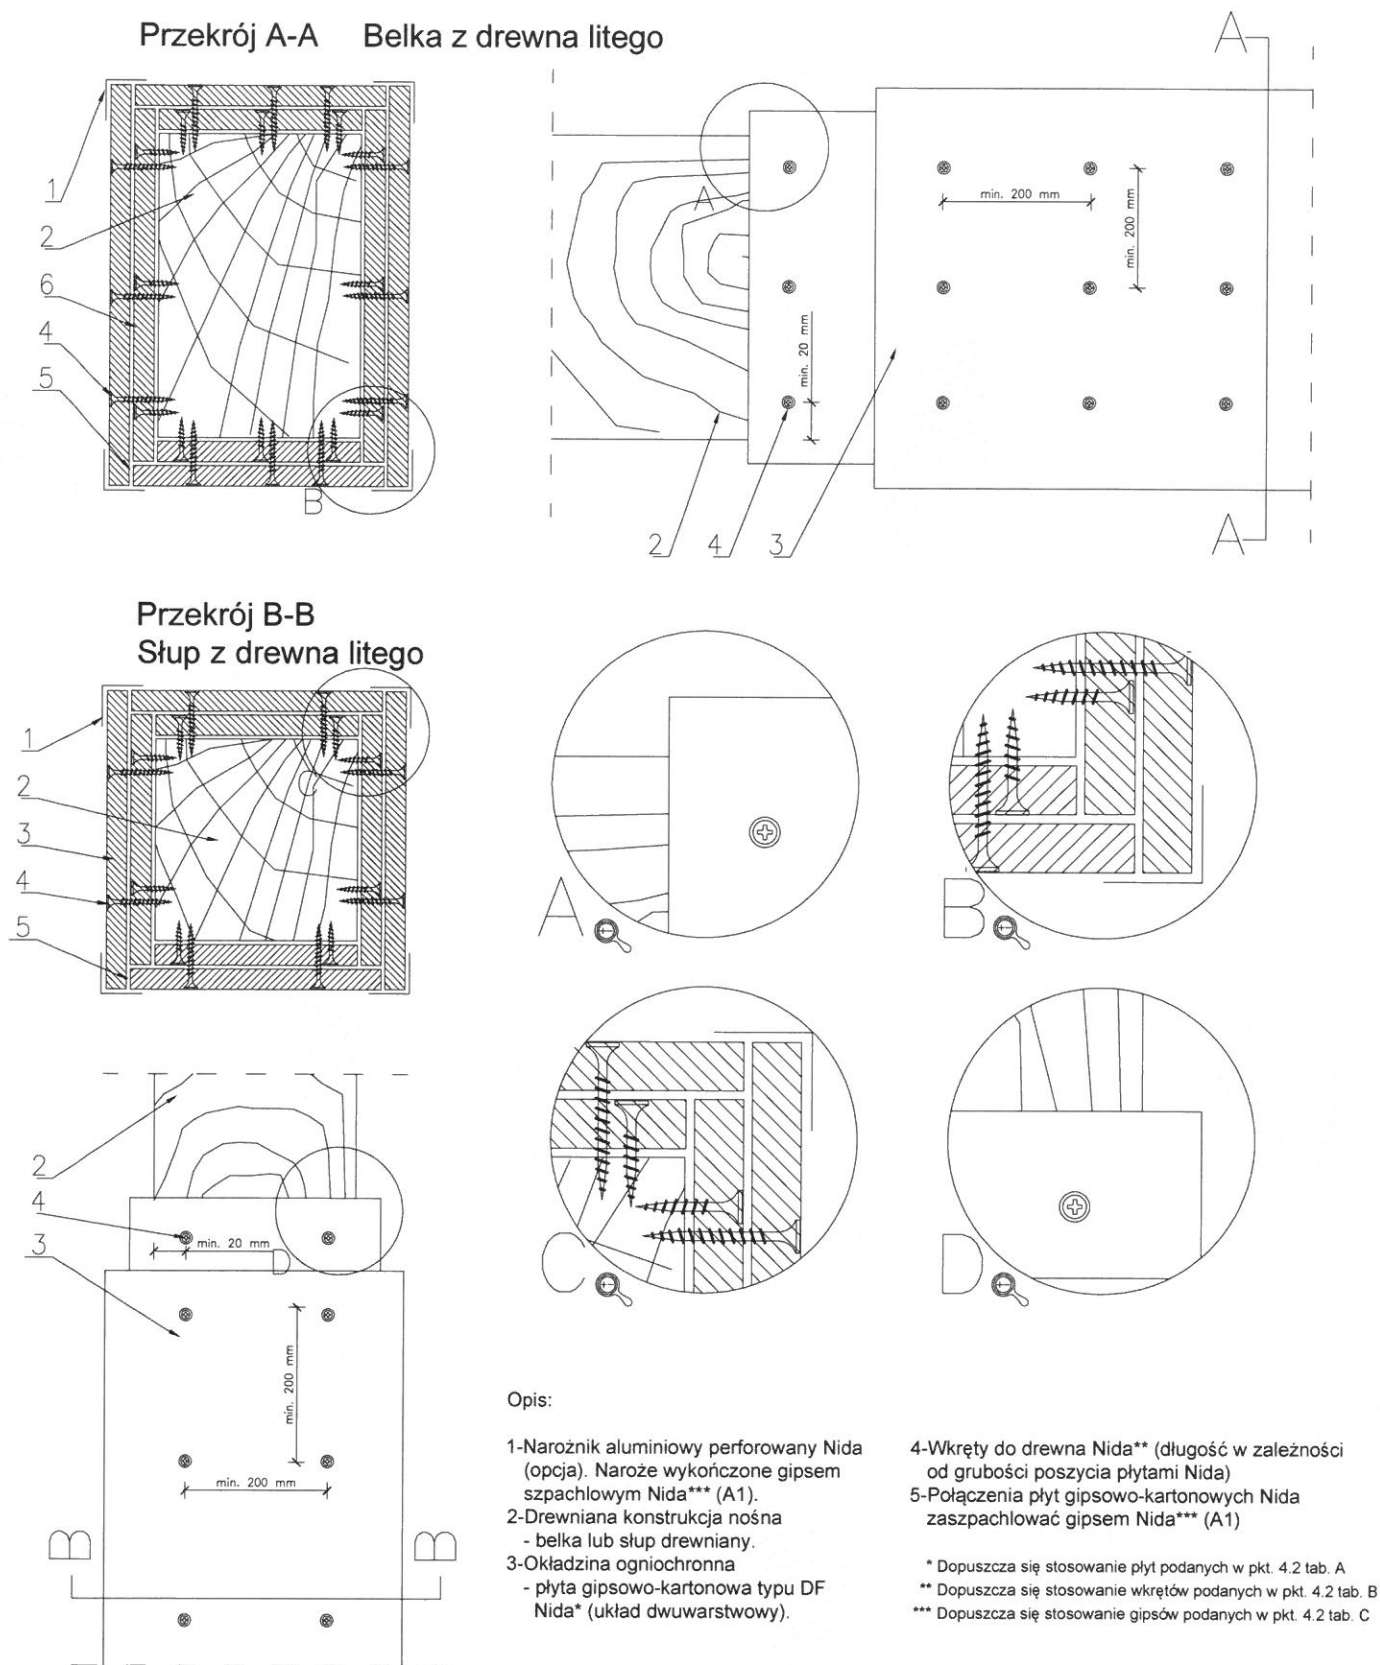 Przekrój A-A Belka z drewna litego
A
1
2
6
4
5
B
A
min. 200 mm
min. 200 mm
min. 20 mm
2
4
3
A
Przekrój B-B
Słup z drewna litego
1
2
3
4
5
C
A
B
C
D
2
4
3
min. 20 mm
D
min. 200 mm
min. 200 mm
B
B
Opis:
1-Narożnik aluminiowy perforowany Nida
(opcja). Naroże wykończone gipsem
szpachlowym Nida*** (A1).
2-Drewniana konstrukcja nośna
- belka lub słup drewniany.
3-Okładzina ogniochronna
- płyta gipsowo-kartonowa typu DF
Nida* (układ dwuwarstwowy).
4-Wkręty do drewna Nida** (długość w zależności
od grubości poszycia płytami Nida)
5-Połączenia płyt gipsowo-kartonowych Nida
zaszpachlować gipsem Nida*** (A1)
* Dopuszcza się stosowanie płyt podanych w pkt. 4.2 tab. A
** Dopuszcza się stosowanie wkrętów podanych w pkt. 4.2 tab. B
*** Dopuszcza się stosowanie gipsów podanych w pkt. 4.2 tab. C